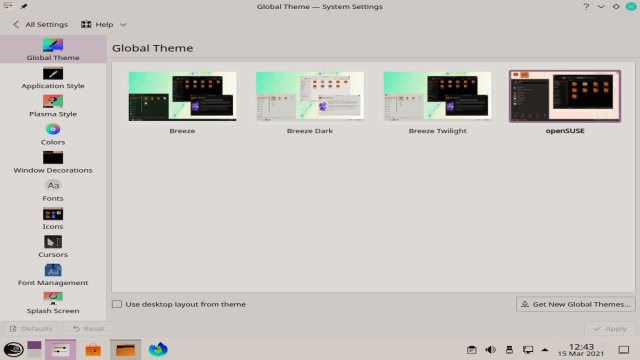 Global Theme — System Settings
All Settings
Help
Global Theme
Application Style
Plasma Style
Colors
Window Decorations
Fonts
Icons
Cursors
Font Management
Splash Screen
Global Theme
Breeze
Breeze Dark
Breeze Twilight
openSUSE
Use desktop layout from theme
Get New Global Themes...
Defaults
Reset
Apply
12:43
15 Mar 2021